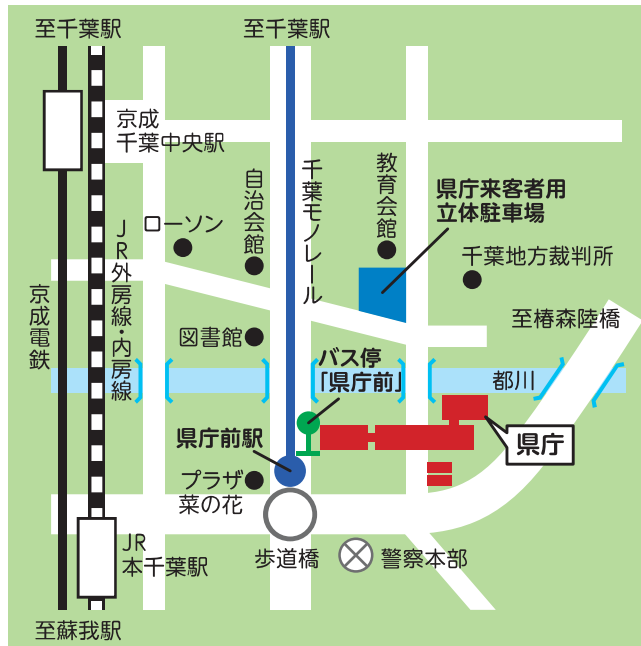 至千葉駅
至千葉駅
京成
千葉中央駅
自治会館
千葉モノレール
教育会館
県庁来客者用
立体駐車場
ローソン
千葉地方裁判所
JR外房線・内房線
京成電鉄
至椿森陸橋
図書館
バス停
「県庁前」
都川
県庁前駅
県庁
プラザ
菜の花
JR
本千葉駅
歩道橋
警察本部
至蘇我駅